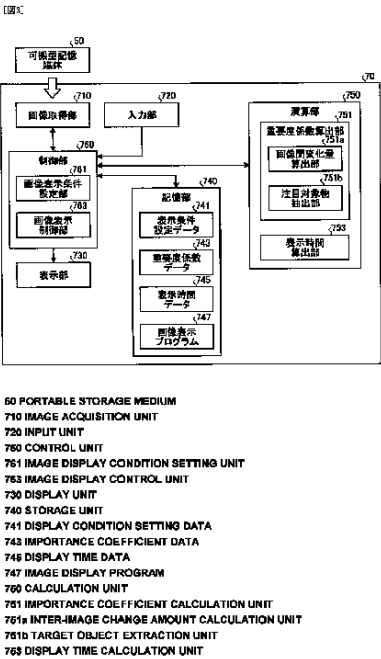 [図3]
50
可搬型記憶
媒体
70
710
画像取得部
720
入力部
760
制御部
761
画像表示条件
設定部
763
画像表示
制御部
730
表示部
740
記憶部
741
表示条件
設定データ
743
重要度係数
データ
745
表示時間
データ
747
画像表示
プログラム
750
演算部
751
重要度係数算出部
751a
画像間変化量
算出部
751b
注目対象物
抽出部
753
表示時間
算出部
50 PORTABLE STORAGE MEDIUM
710 IMAGE ACQUISITION UNIT
720 INPUT UNIT
760 CONTROL UNIT
761 IMAGE DISPLAY CONDITION SETTING UNIT
763 IMAGE DISPLAY CONTROL UNIT
730 DISPLAY UNIT
740 STORAGE UNIT
741 DISPLAY CONDITION SETTING DATA
743 IMPORTANCE COEFFICIENT DATA
745 DISPLAY TIME DATA
747 IMAGE DISPLAY PROGRAM
750 CALCULATION UNIT
751 IMPORTANCE COEFFICIENT CALCULATION UNIT
751a INTER-IMAGE CHANGE AMOUNT CALCULATION UNIT
751b TARGET OBJECT EXTRACTION UNIT
753 DISPLAY TIME CALCULATION UNIT